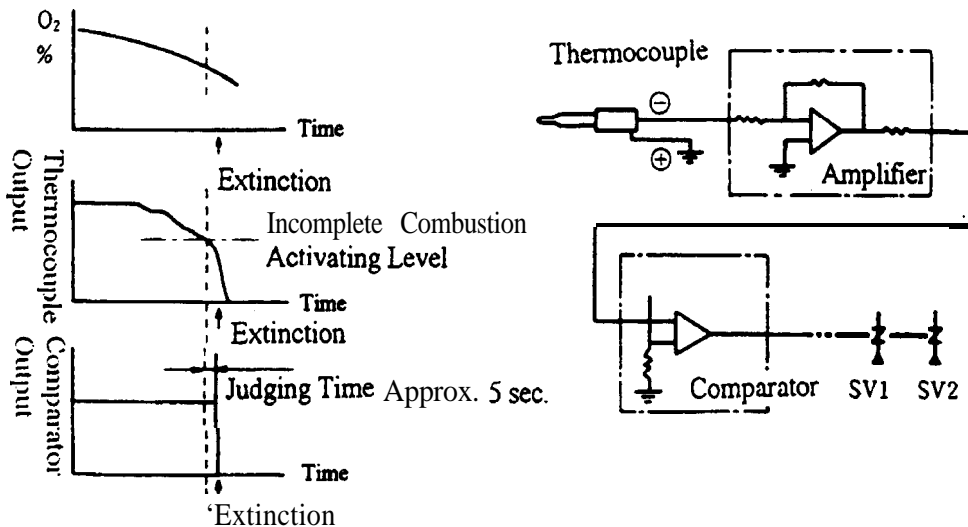 O₂
%
Time
Extinction
Thermocouple
Output
Incomplete Combustion
Activating Level
Time
Extinction
Comparator
Output
Judging Time Approx. 5 sec.
Time
'Extinction
Thermocouple
⊖
⊕
Amplifier
Comparator
SV1 SV2